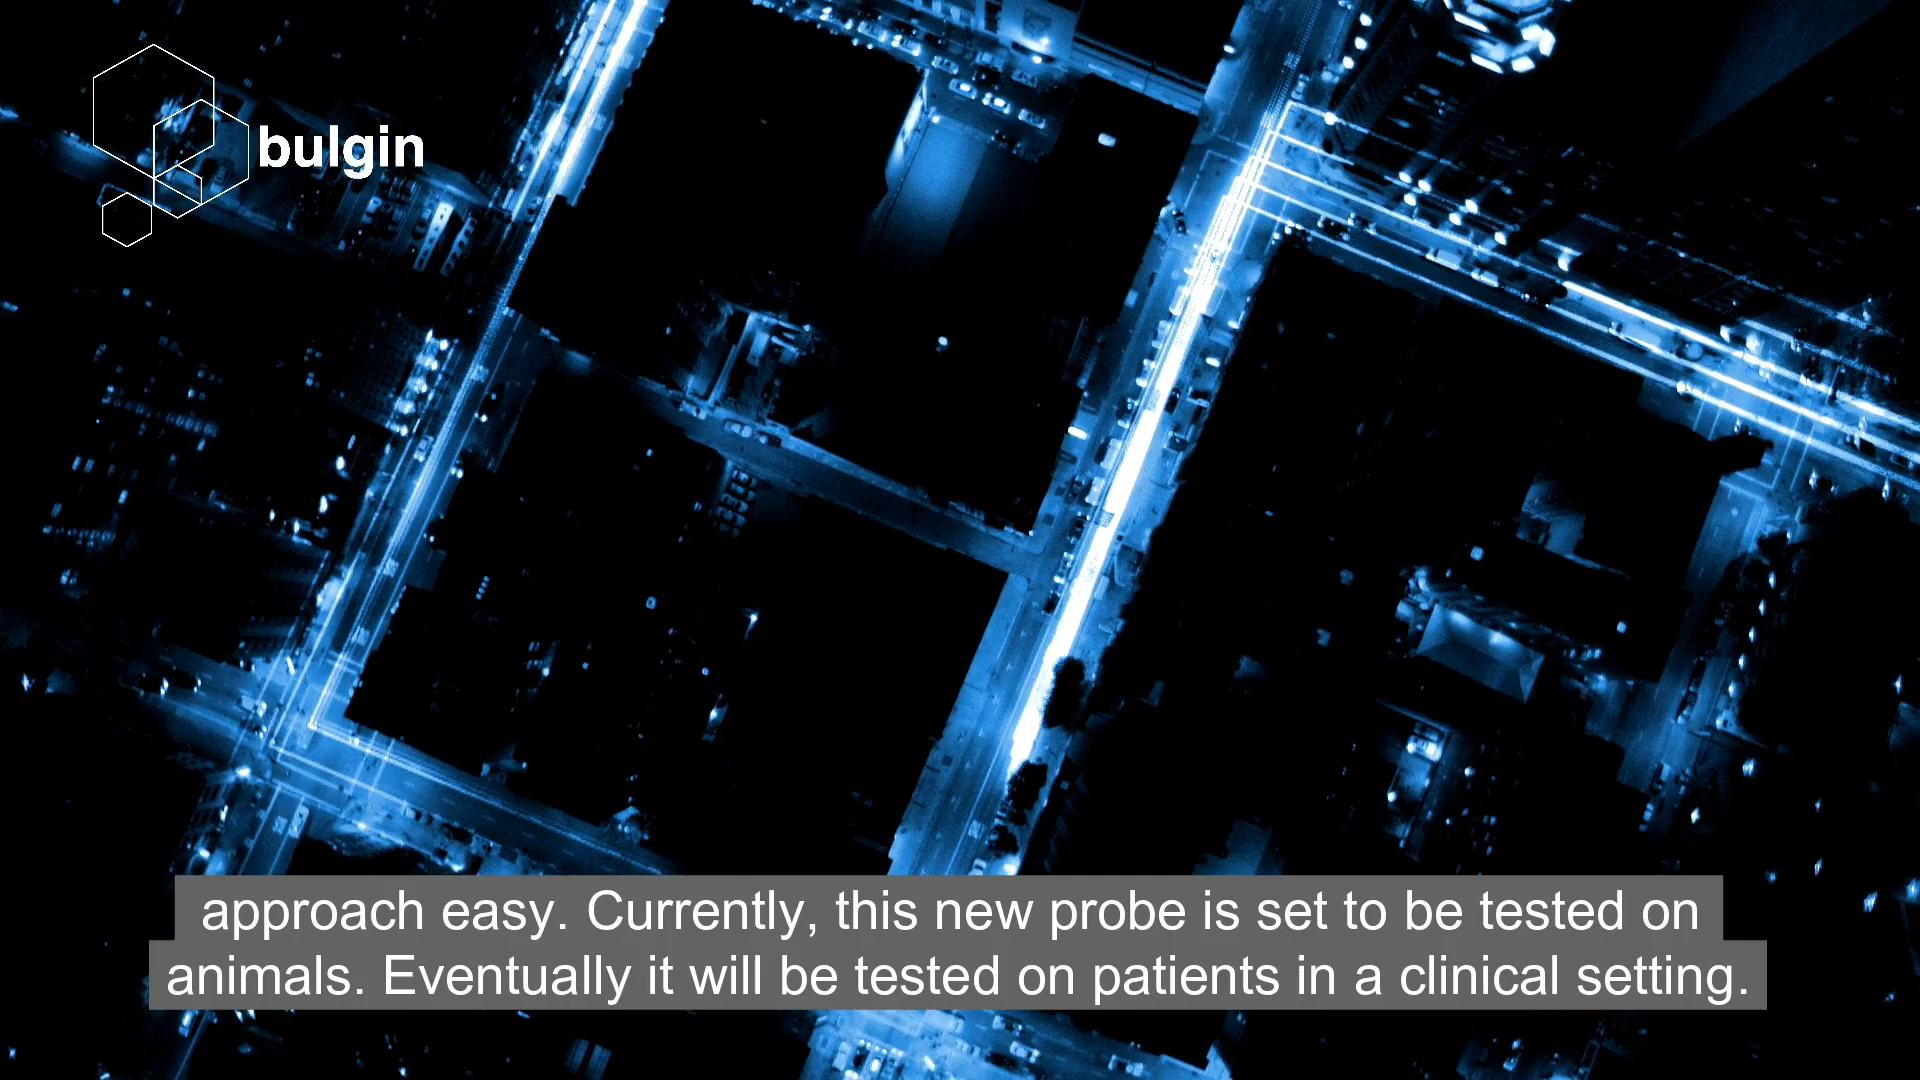 bulgin
approach easy. Currently, this new probe is set to be tested on
animals. Eventually it will be tested on patients in a clinical setting.